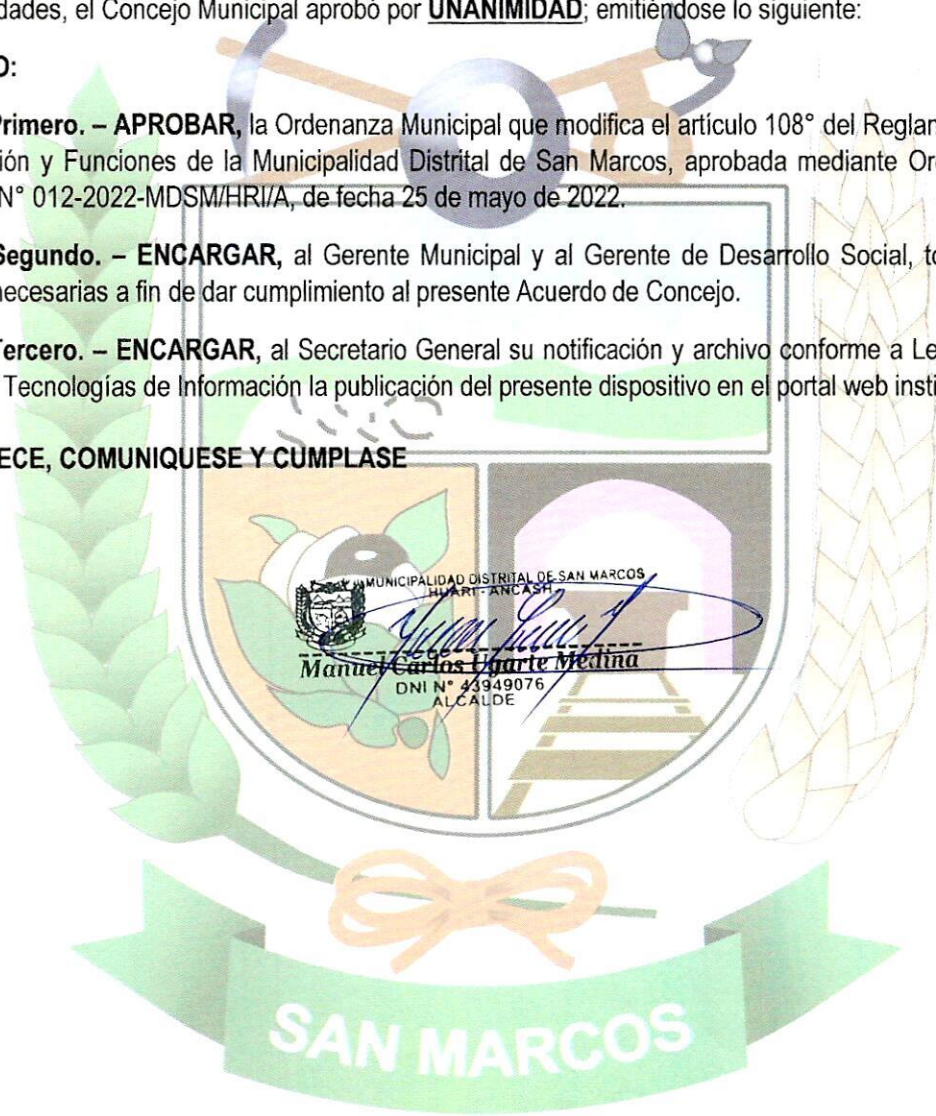 dades, el Concejo Municipal aprobó por UNANIMIDAD; emitiéndose lo siguiente:
O:
Primero. – APROBAR, la Ordenanza Municipal que modifica el artículo 108° del Reglam
ión y Funciones de la Municipalidad Distrital de San Marcos, aprobada mediante Or
N° 012-2022-MDSM/HRI/A, de fecha 25 de mayo de 2022.
Segundo. – ENCARGAR, al Gerente Municipal y al Gerente de Desarrollo Social, to
necesarias a fin de dar cumplimiento al presente Acuerdo de Concejo.
Tercero. – ENCARGAR, al Secretario General su notificación y archivo conforme a Le
Tecnologías de Información la publicación del presente dispositivo en el portal web insti
ECE, COMUNIQUESE Y CUMPLASE
MUNICIPALIDAD DISTRITAL DE SAN MARCOS
HUARI - ANCASH
Manuel Carlos Ugarte Medina
DNI N° 43949076
ALCALDE
SAN MARCOS